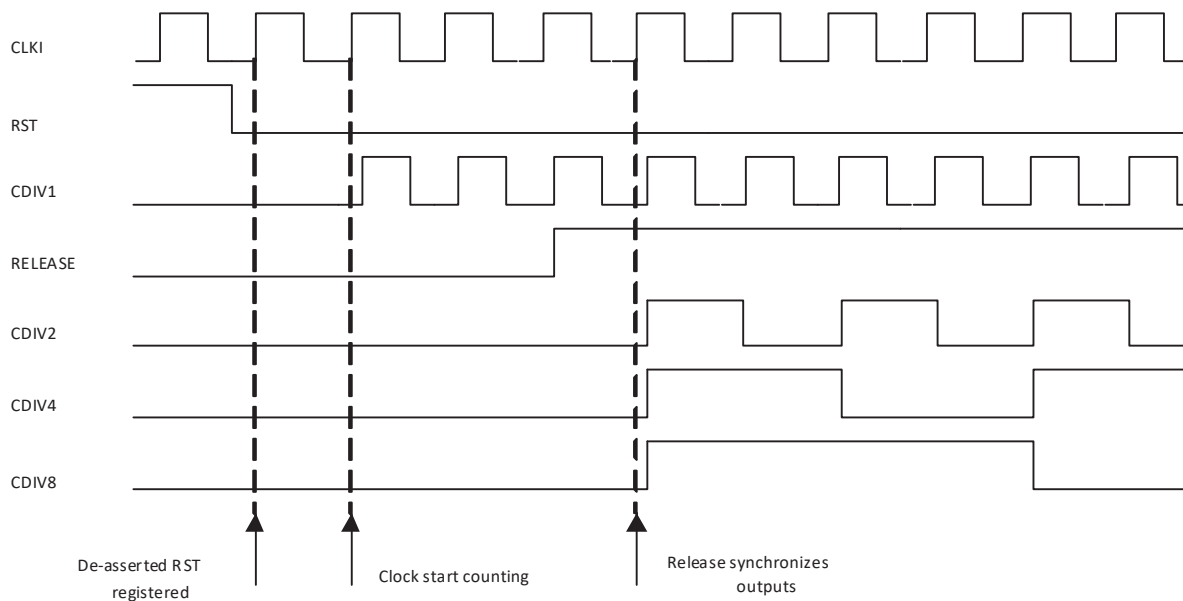 CLKI
RST
CDIV1
RELEASE
CDIV2
CDIV4
CDIV8
De-asserted RST
registered
Clock start counting
Release synchronizes
outputs